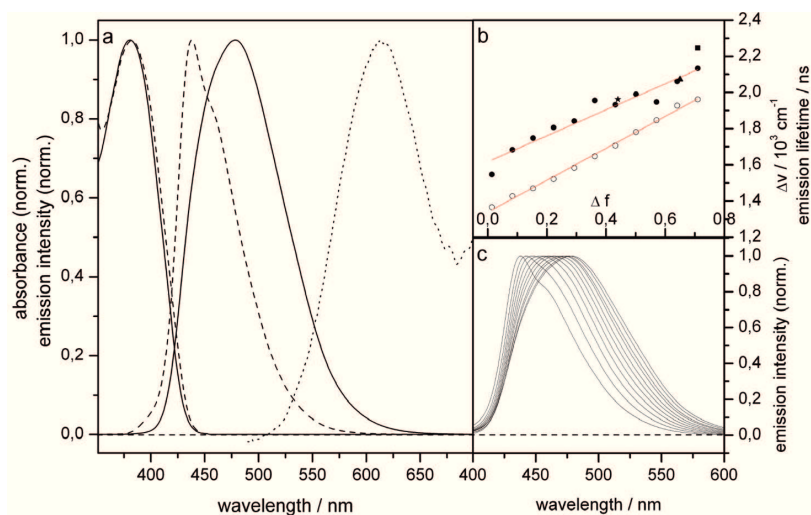 a
1,0
0,8
0,6
0,4
0,2
0,0
absorbance (norm.)
emission intensity (norm.)
400 450 500 550 600 650 700
wavelength / nm
b
2,4
2,2
2,0
1,8
1,6
1,4
1,2
Δν / 10³ cm⁻¹
emission lifetime / ns
Δ f
0,0 0,2 0,4 0,6 0,8
c
1,0
0,8
0,6
0,4
0,2
0,0
emission intensity (norm.)
400 450 500 550 600
wavelength / nm